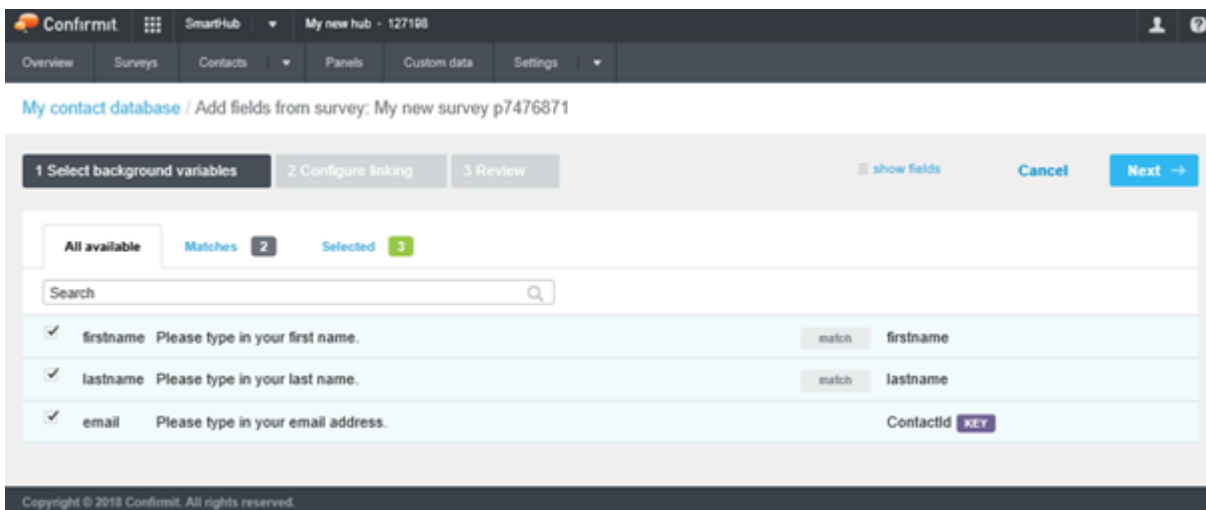 Confirmit SmartHub My new hub - 127198
Overview Surveys Contacts Panels Custom data Settings
My contact database / Add fields from survey: My new survey p7476871
1 Select background variables 2 Configure linking 3 Review show fields Cancel Next →
All available Matches 2 Selected 3
Search
firstname Please type in your first name. match firstname
lastname Please type in your last name. match lastname
email Please type in your email address. ContactId KEY
Copyright © 2018 Confirmit. All rights reserved.